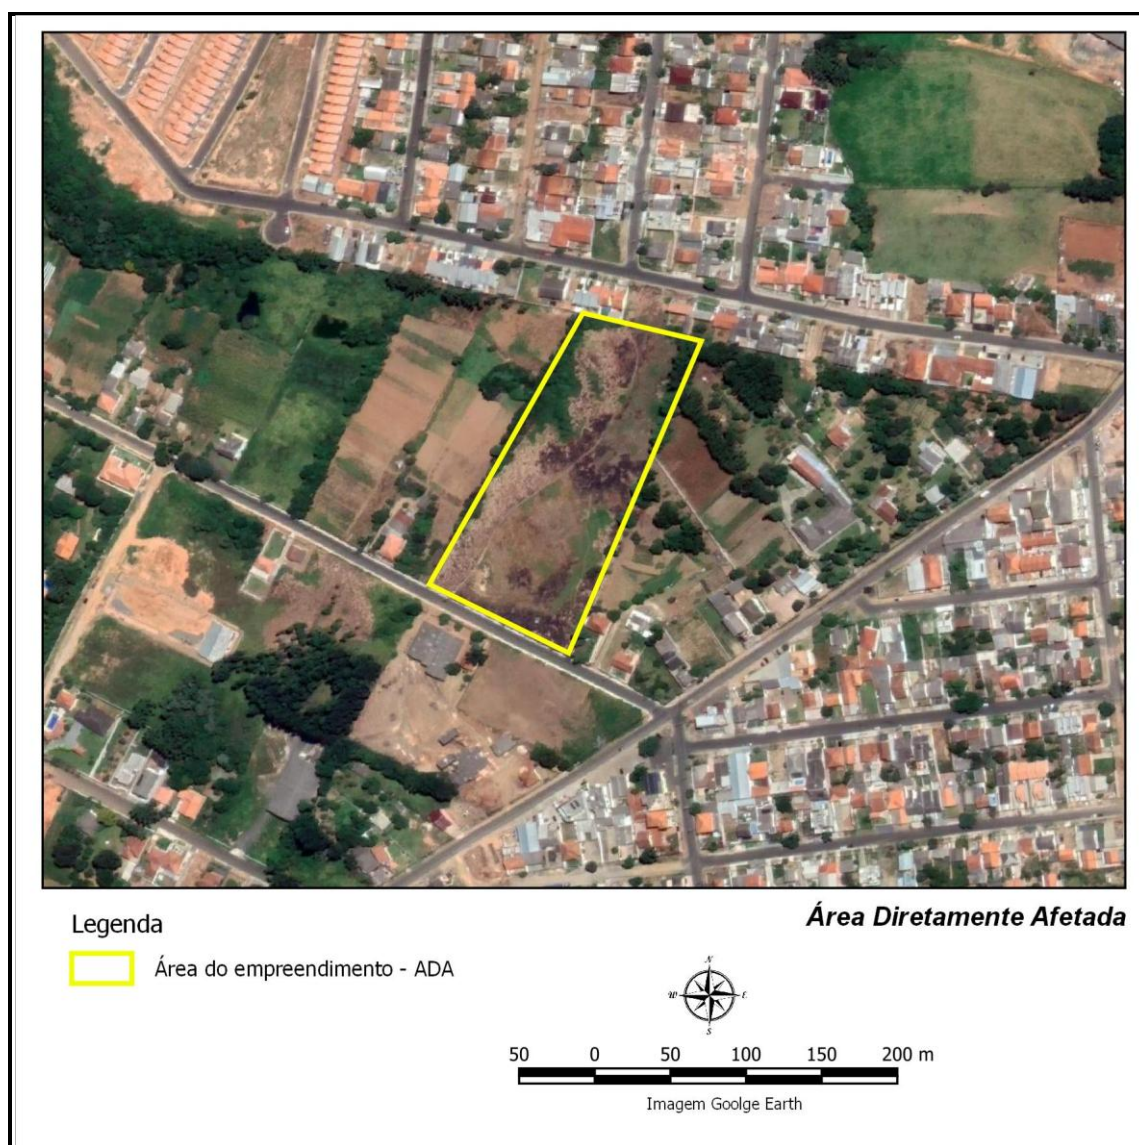 Área Diretamente Afetada
Legenda
Área do empreendimento - ADA
N
W E
S
50 0 50 100 150 200 m
Imagem Goolge Earth